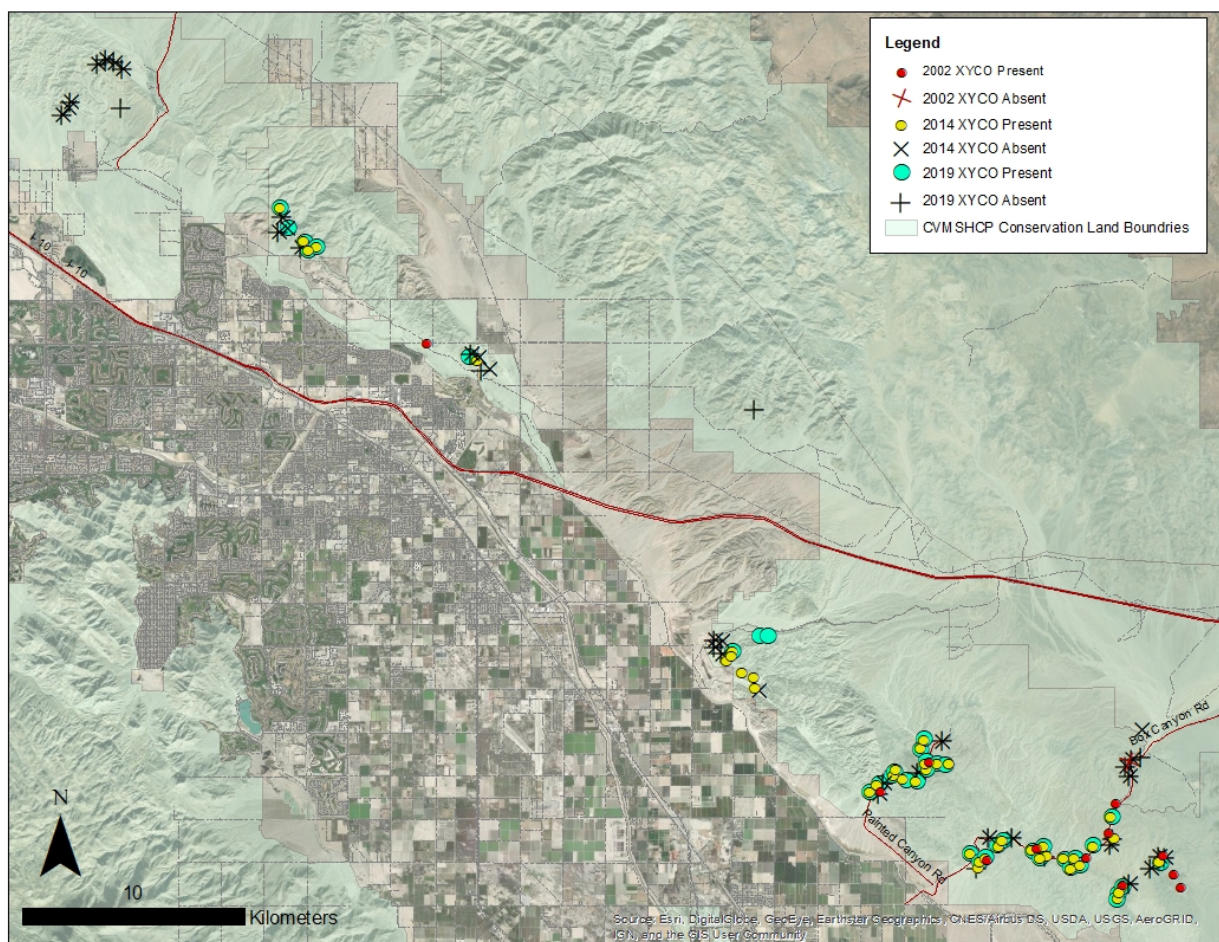 Legend
2002 XYCO Present
2002 XYCO Absent
2014 XYCO Present
2014 XYCO Absent
2019 XYCO Present
2019 XYCO Absent
CVMSHCP Conservation Land Boundries
I-10
I-10
Box Canyon Rd
Painted Canyon Rd
N
10
Kilometers
Source: Esri, DigitalGlobe, GeoEye, Earthstar Geographics, CNES/Airbus DS, USDA, USGS, AeroGRID,
IGN, and the GIS User Community